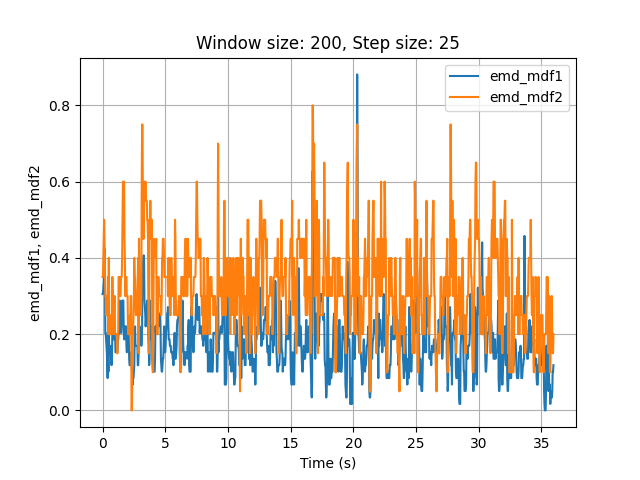 Window size: 200, Step size: 25
emd_mdf1
emd_mdf2
emd_mdf1, emd_mdf2
0.8
0.6
0.4
0.2
0.0
0 5 10 15 20 25 30 35
Time (s)